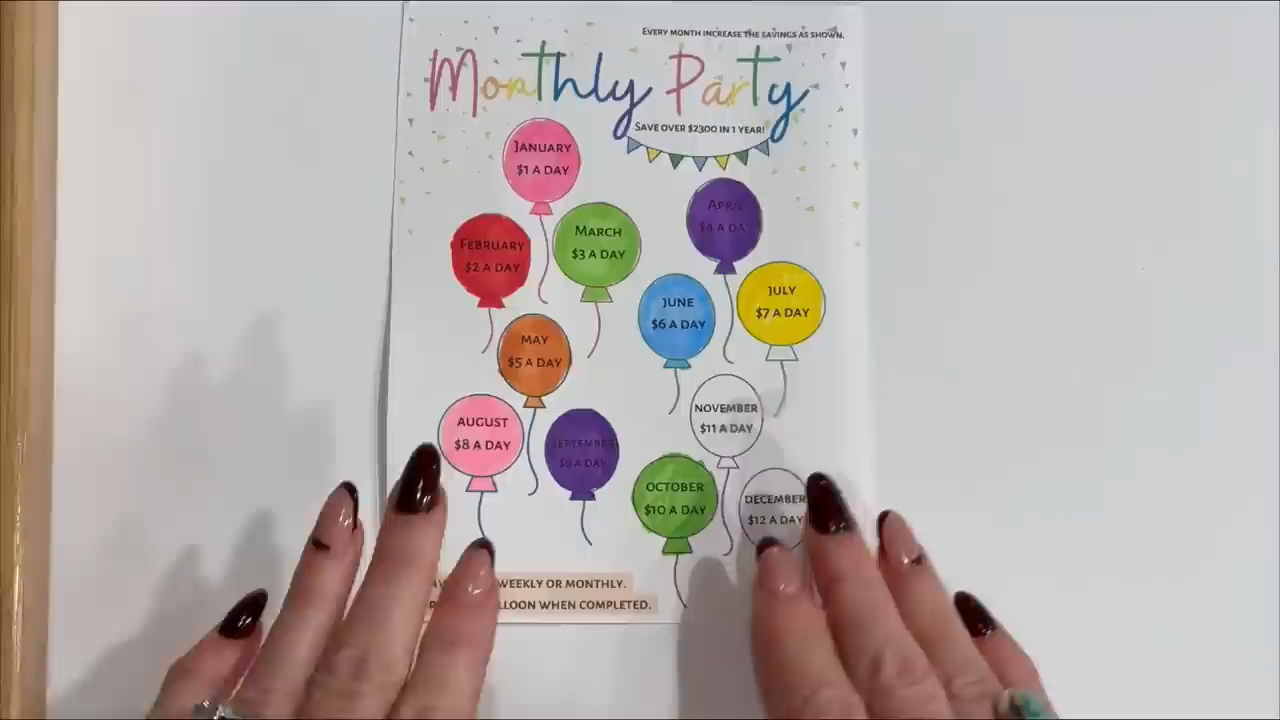 EVERY MONTH INCREASE THE SAVINGS AS SHOWN.
Monthly Party
SAVE OVER $2300 IN 1 YEAR!
JANUARY
$1 A DAY
APRIL
$4 A DAY
FEBRUARY
$2 A DAY
MARCH
$3 A DAY
JUNE
$6 A DAY
JULY
$7 A DAY
MAY
$5 A DAY
NOVEMBER
$11 A DAY
AUGUST
$8 A DAY
SEPTEMBER
$9 A DAY
OCTOBER
$10 A DAY
DECEMBER
$12 A DAY
WEEKLY OR MONTHLY.
WHEN COMPLETED.